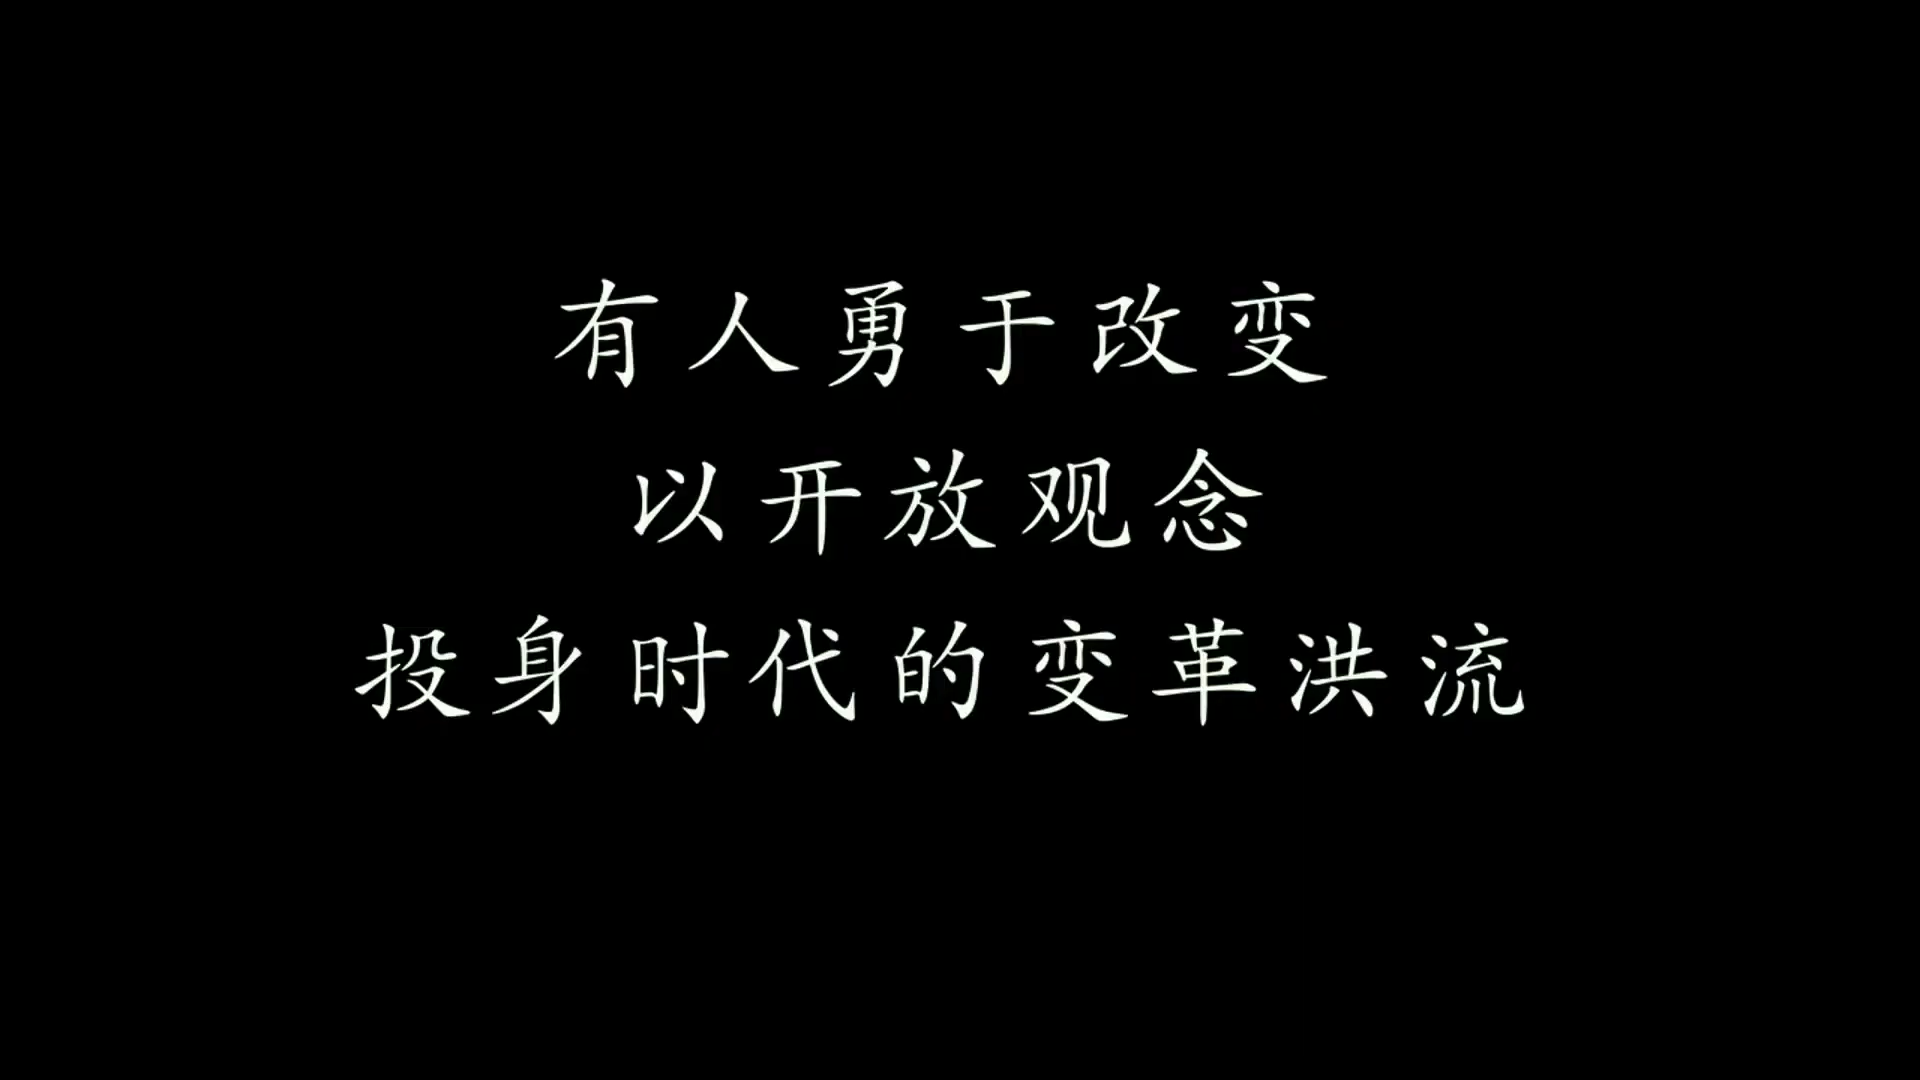 有人勇于改变
以开放观念
投身时代的变革洪流